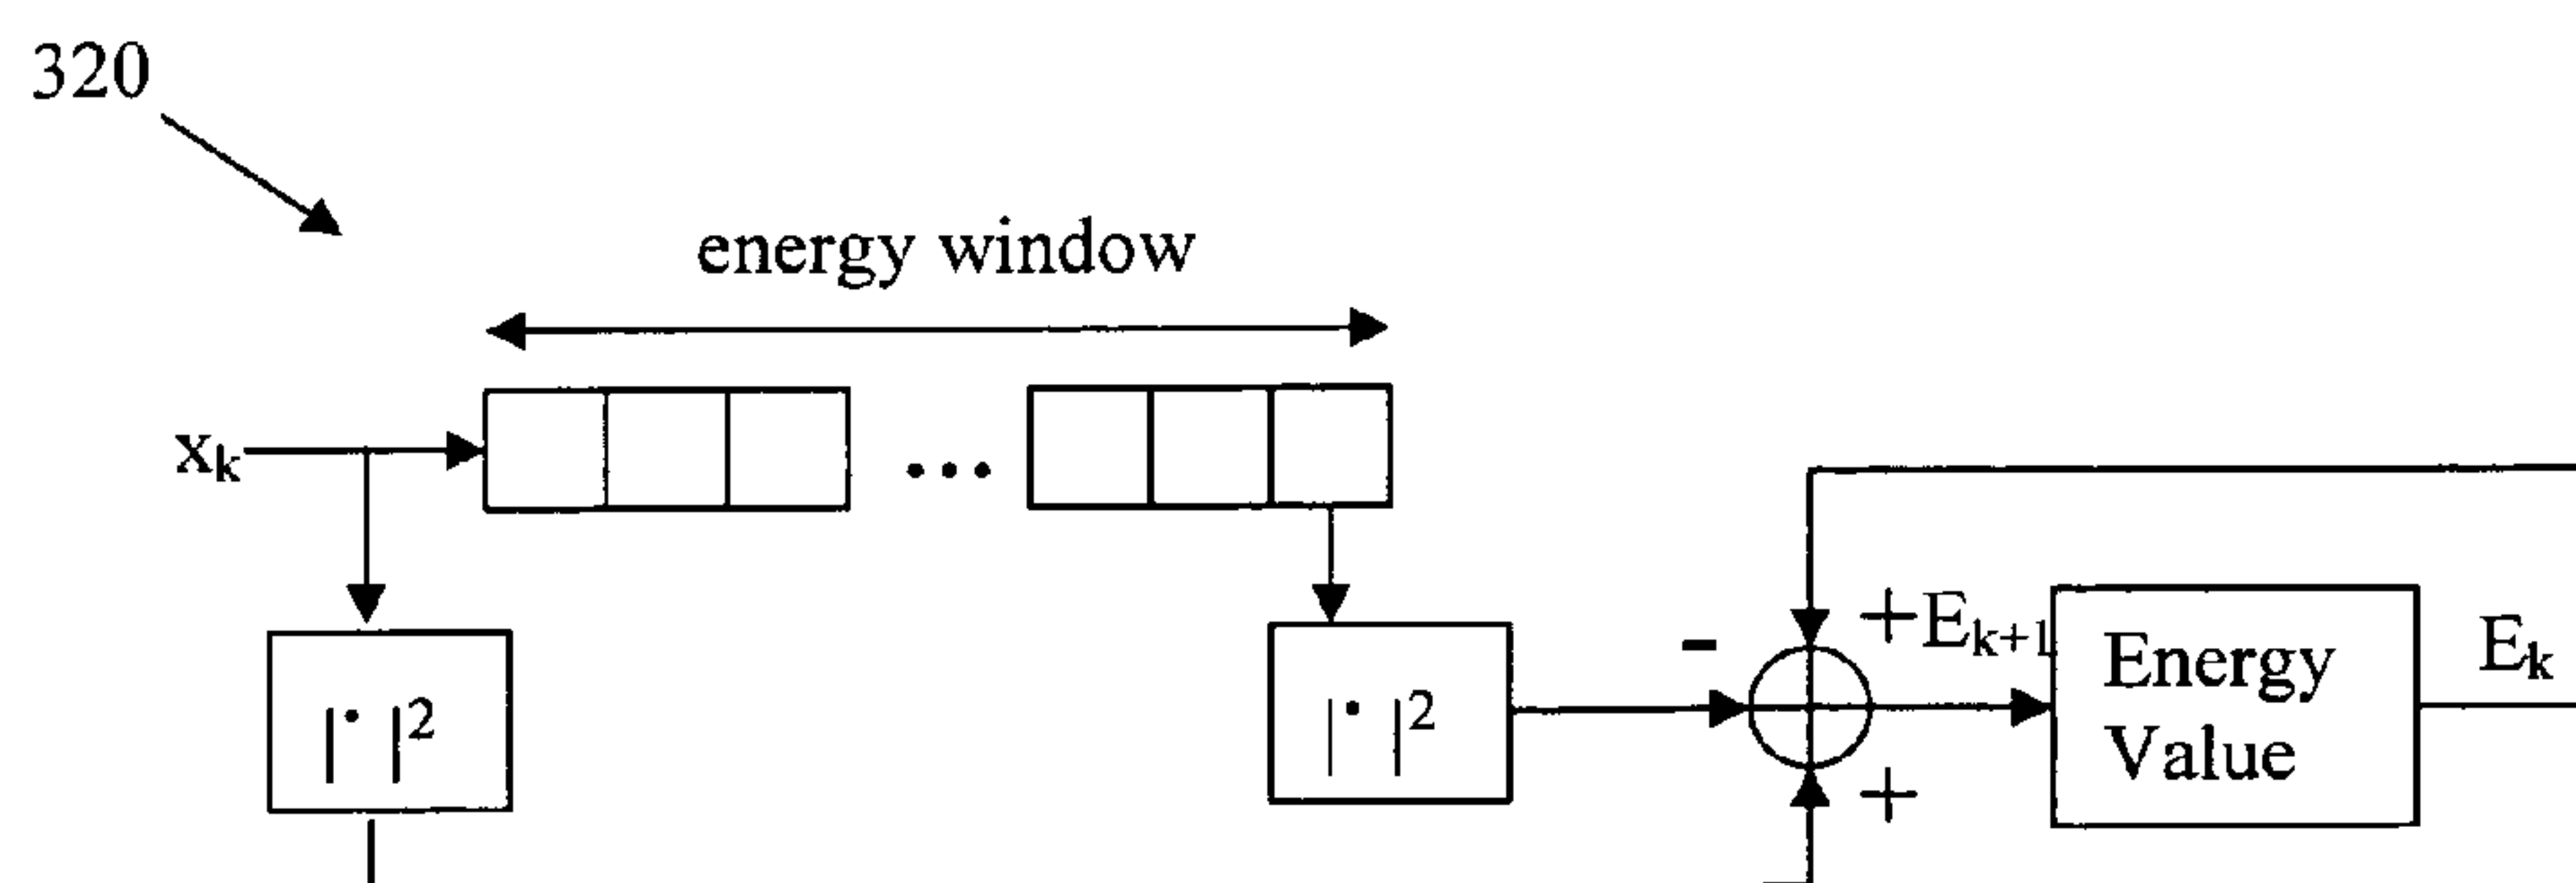 320
energy window
xₖ
...
| · |²
| · |²
-
+
Eₖ₊₁
+
Energy
Value
Eₖ